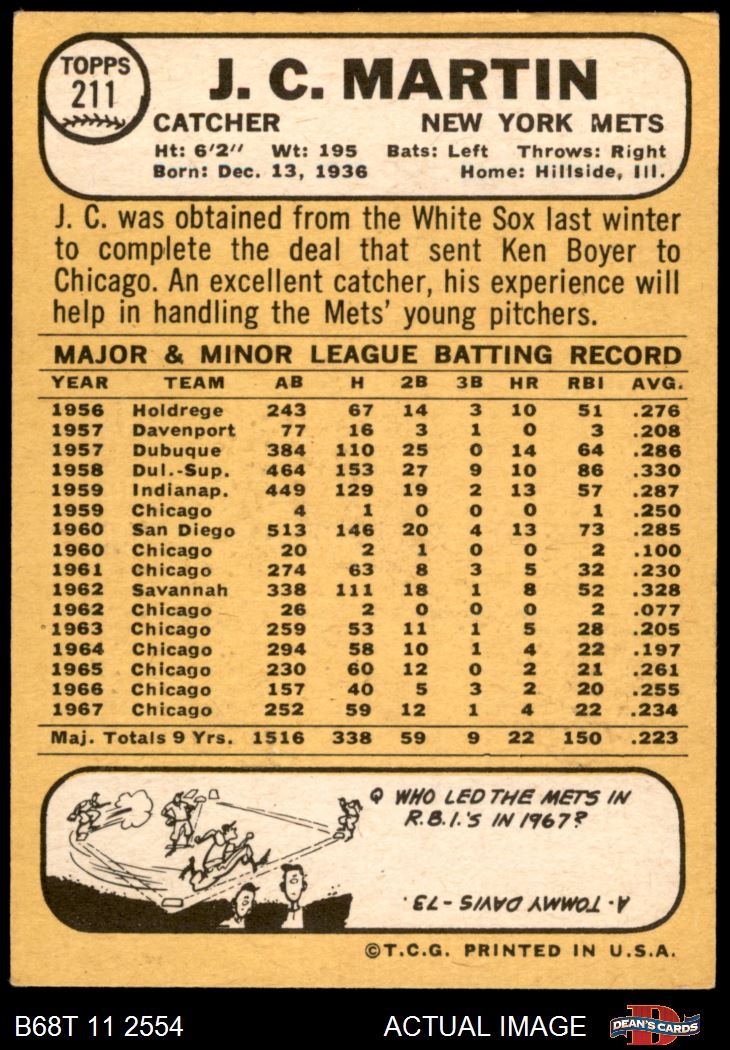 TOPPS
211
J. C. MARTIN
CATCHER NEW YORK METS
Ht: 6'2" Wt: 195 Bats: Left Throws: Right
Born: Dec. 13, 1936 Home: Hillside, Ill.
J. C. was obtained from the White Sox last winter
to complete the deal that sent Ken Boyer to
Chicago. An excellent catcher, his experience will
help in handling the Mets' young pitchers.
MAJOR & MINOR LEAGUE BATTING RECORD
YEAR TEAM AB H 2B 3B HR RBI AVG.
1956 Holdrege 243 67 14 3 10 51 .276
1957 Davenport 77 16 3 1 0 3 .208
1957 Dubuque 384 110 25 0 14 64 .286
1958 Dul.-Sup. 464 153 27 9 10 86 .330
1959 Indianap. 449 129 19 2 13 57 .287
1959 Chicago 4 1 0 0 0 1 .250
1960 San Diego 513 146 20 4 13 73 .285
1960 Chicago 20 2 1 0 0 2 .100
1961 Chicago 274 63 8 3 5 32 .230
1962 Savannah 338 111 18 1 8 52 .328
1962 Chicago 26 2 0 0 0 2 .077
1963 Chicago 259 53 11 1 5 28 .205
1964 Chicago 294 58 10 1 4 22 .197
1965 Chicago 230 60 12 0 2 21 .261
1966 Chicago 157 40 5 3 2 20 .255
1967 Chicago 252 59 12 1 4 22 .234
Maj. Totals 9 Yrs. 1516 338 59 9 22 150 .223
Q WHO LED THE METS IN
R.B.I.'S IN 1967?
A. TOMMY DAVIS - 73.
©T.C.G. PRINTED IN U.S.A.
B68T 11 2554 ACTUAL IMAGE
D
DEAN'S CARDS